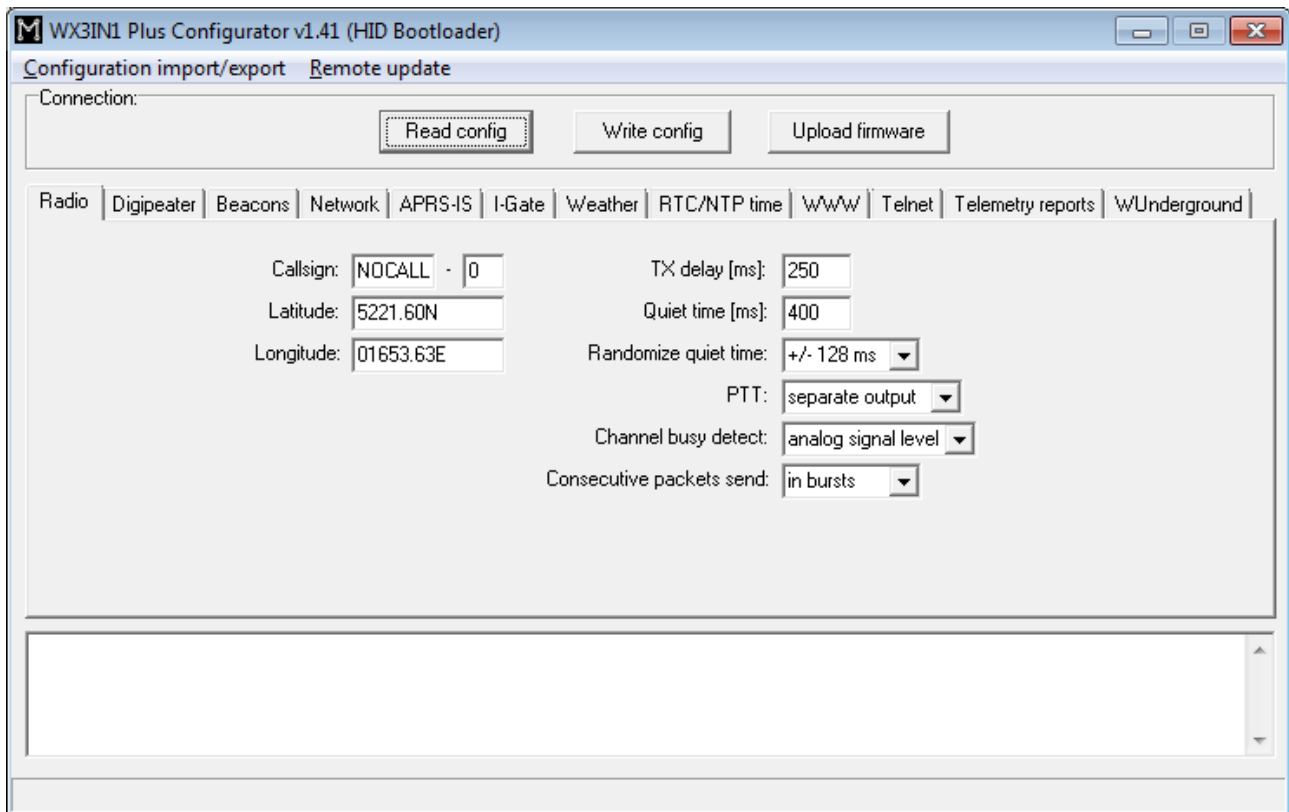 WX3IN1 Plus Configurator v1.41 (HID Bootloader)
Configuration import/export Remote update
Connection:
Read config Write config Upload firmware
Radio Digipeater Beacons Network APRS-IS I-Gate Weather RTC/NTP time WWW Telnet Telemetry reports WUnderground
Callsign: NOCALL - 0 TX delay [ms]: 250
Latitude: 5221.60N Quiet time [ms]: 400
Longitude: 01653.63E Randomize quiet time: +/- 128 ms
PTT: separate output
Channel busy detect: analog signal level
Consecutive packets send: in bursts